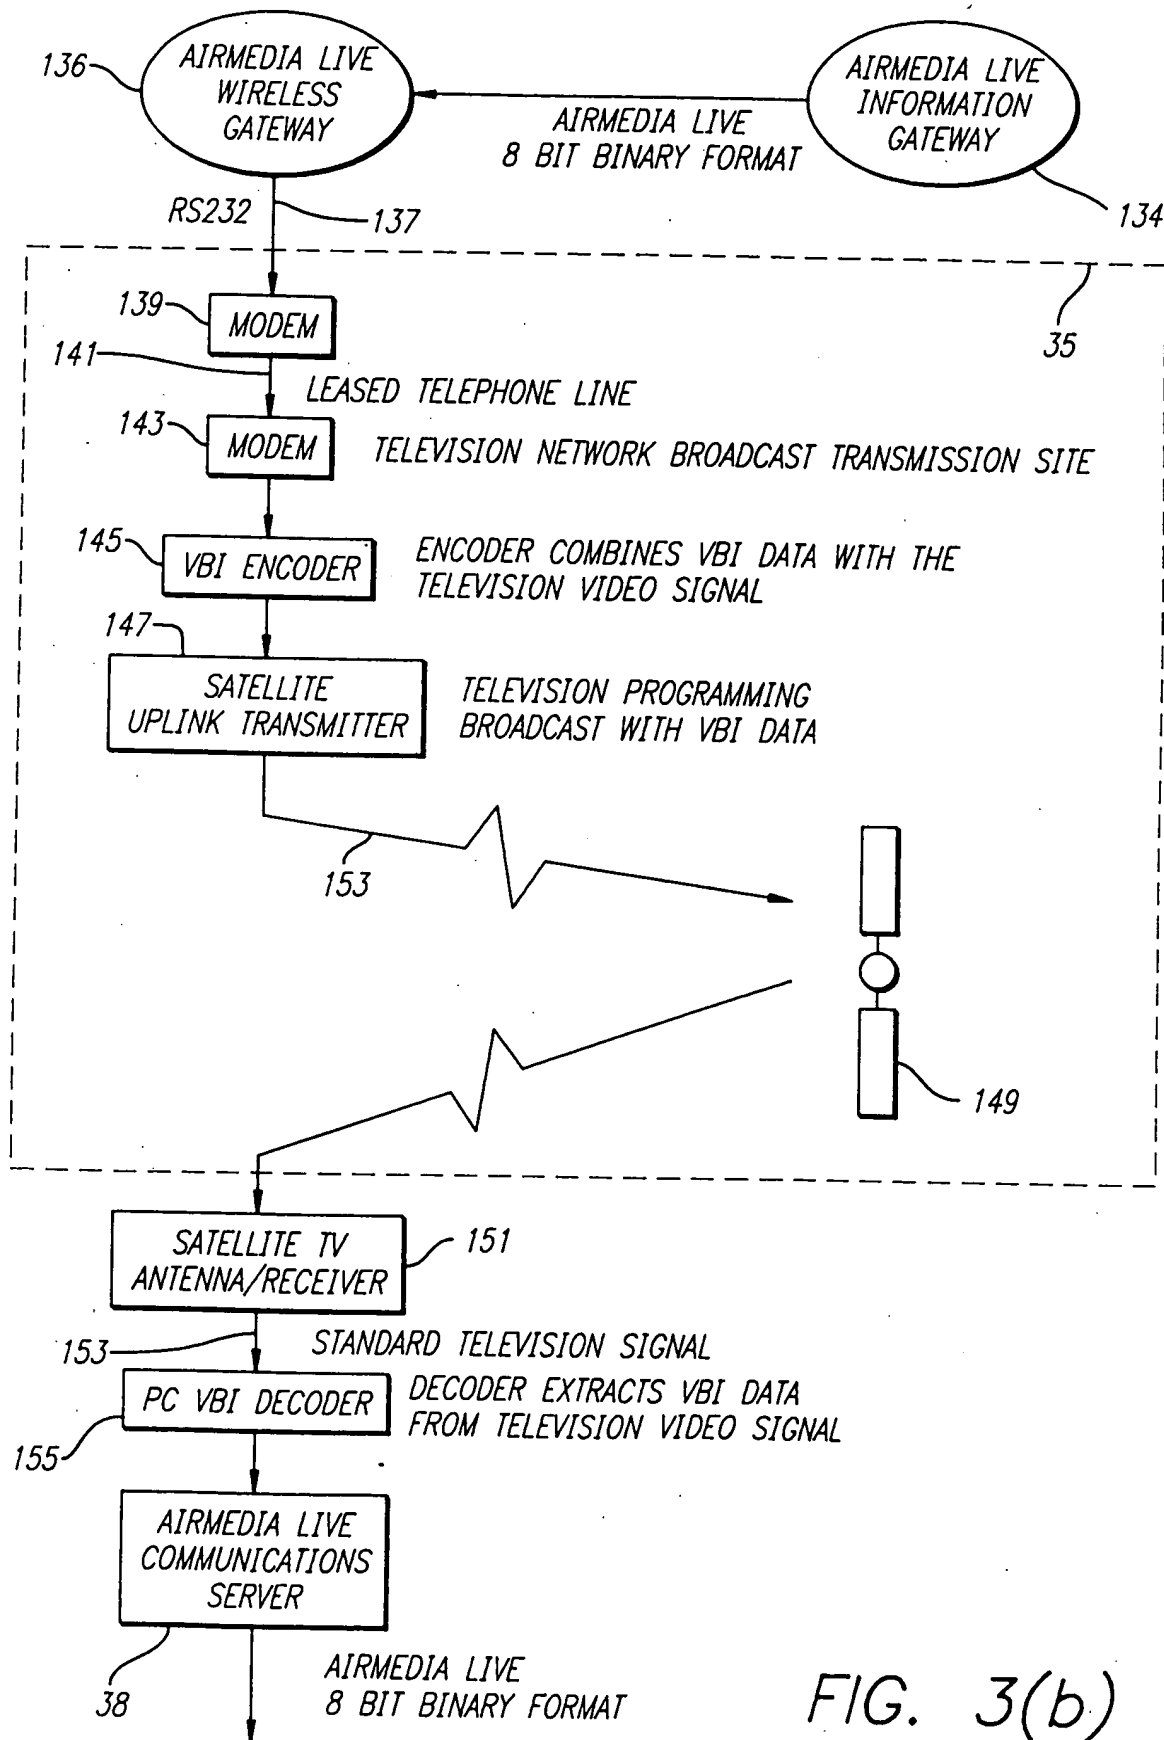 136
AIRMEDIA LIVE
WIRELESS
GATEWAY
AIRMEDIA LIVE
INFORMATION
GATEWAY
AIRMEDIA LIVE
8 BIT BINARY FORMAT
134
RS232
137
35
139
MODEM
141
LEASED TELEPHONE LINE
143
MODEM
TELEVISION NETWORK BROADCAST TRANSMISSION SITE
145
VBI ENCODER
ENCODER COMBINES VBI DATA WITH THE
TELEVISION VIDEO SIGNAL
147
SATELLITE
UPLINK TRANSMITTER
TELEVISION PROGRAMMING
BROADCAST WITH VBI DATA
153
149
SATELLITE TV
ANTENNA/RECEIVER
151
153
STANDARD TELEVISION SIGNAL
PC VBI DECODER
DECODER EXTRACTS VBI DATA
FROM TELEVISION VIDEO SIGNAL
155
AIRMEDIA LIVE
COMMUNICATIONS
SERVER
38
AIRMEDIA LIVE
8 BIT BINARY FORMAT
FIG. 3(b)